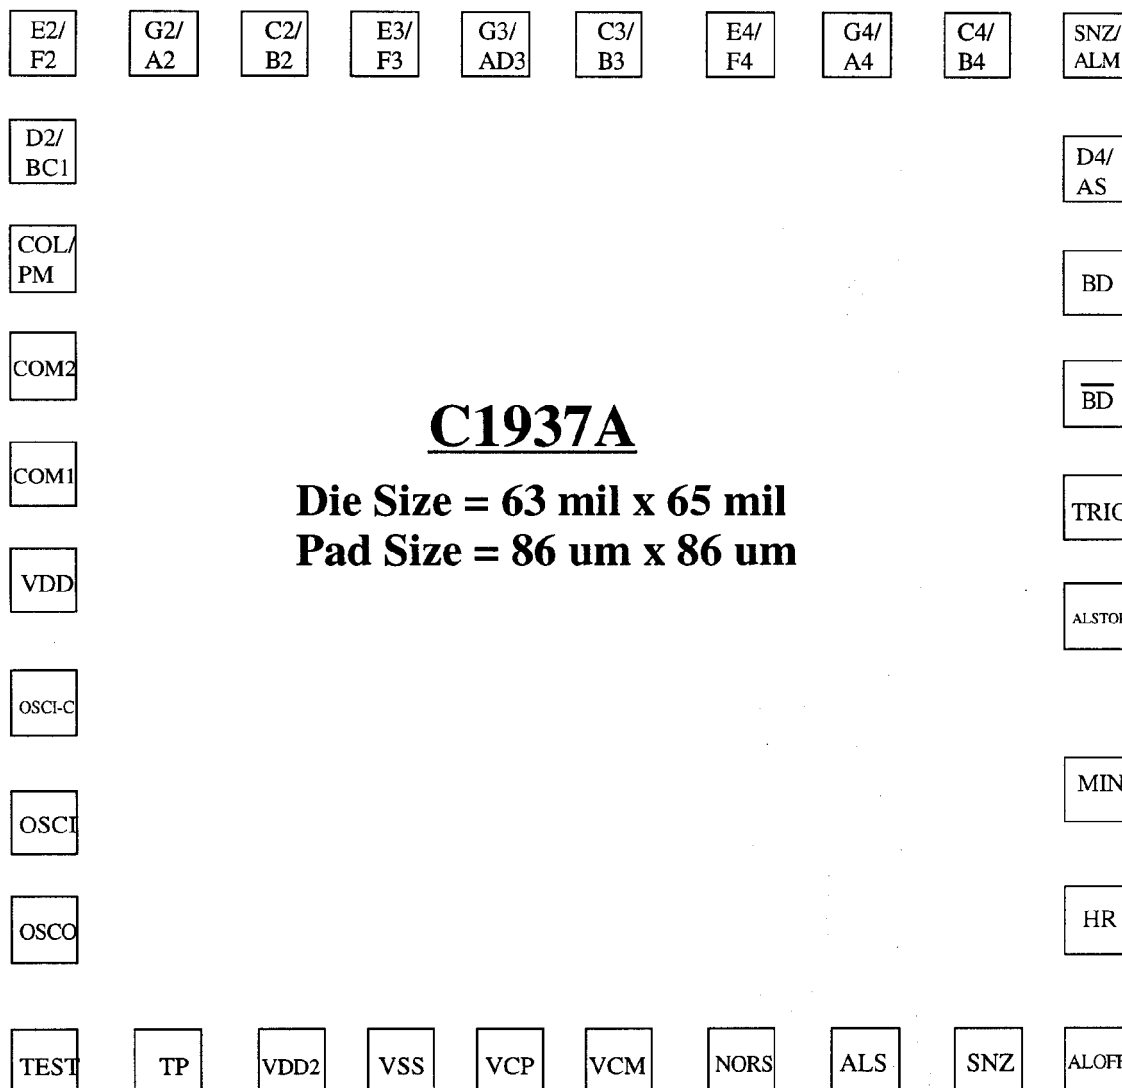 E2/
F2
G2/
A2
C2/
B2
E3/
F3
G3/
AD3
C3/
B3
E4/
F4
G4/
A4
C4/
B4
SNZ/
ALM
D2/
BC1
D4/
AS
COL/
PM
BD
COM2
B̅D̅
C1937A
COM1
Die Size = 63 mil x 65 mil
TRIG
Pad Size = 86 um x 86 um
VDD
ALSTOP
OSCI-C
MIN
OSCI
HR
OSCO
TEST
TP
VDD2
VSS
VCP
VCM
NORS
ALS
SNZ
ALOFF